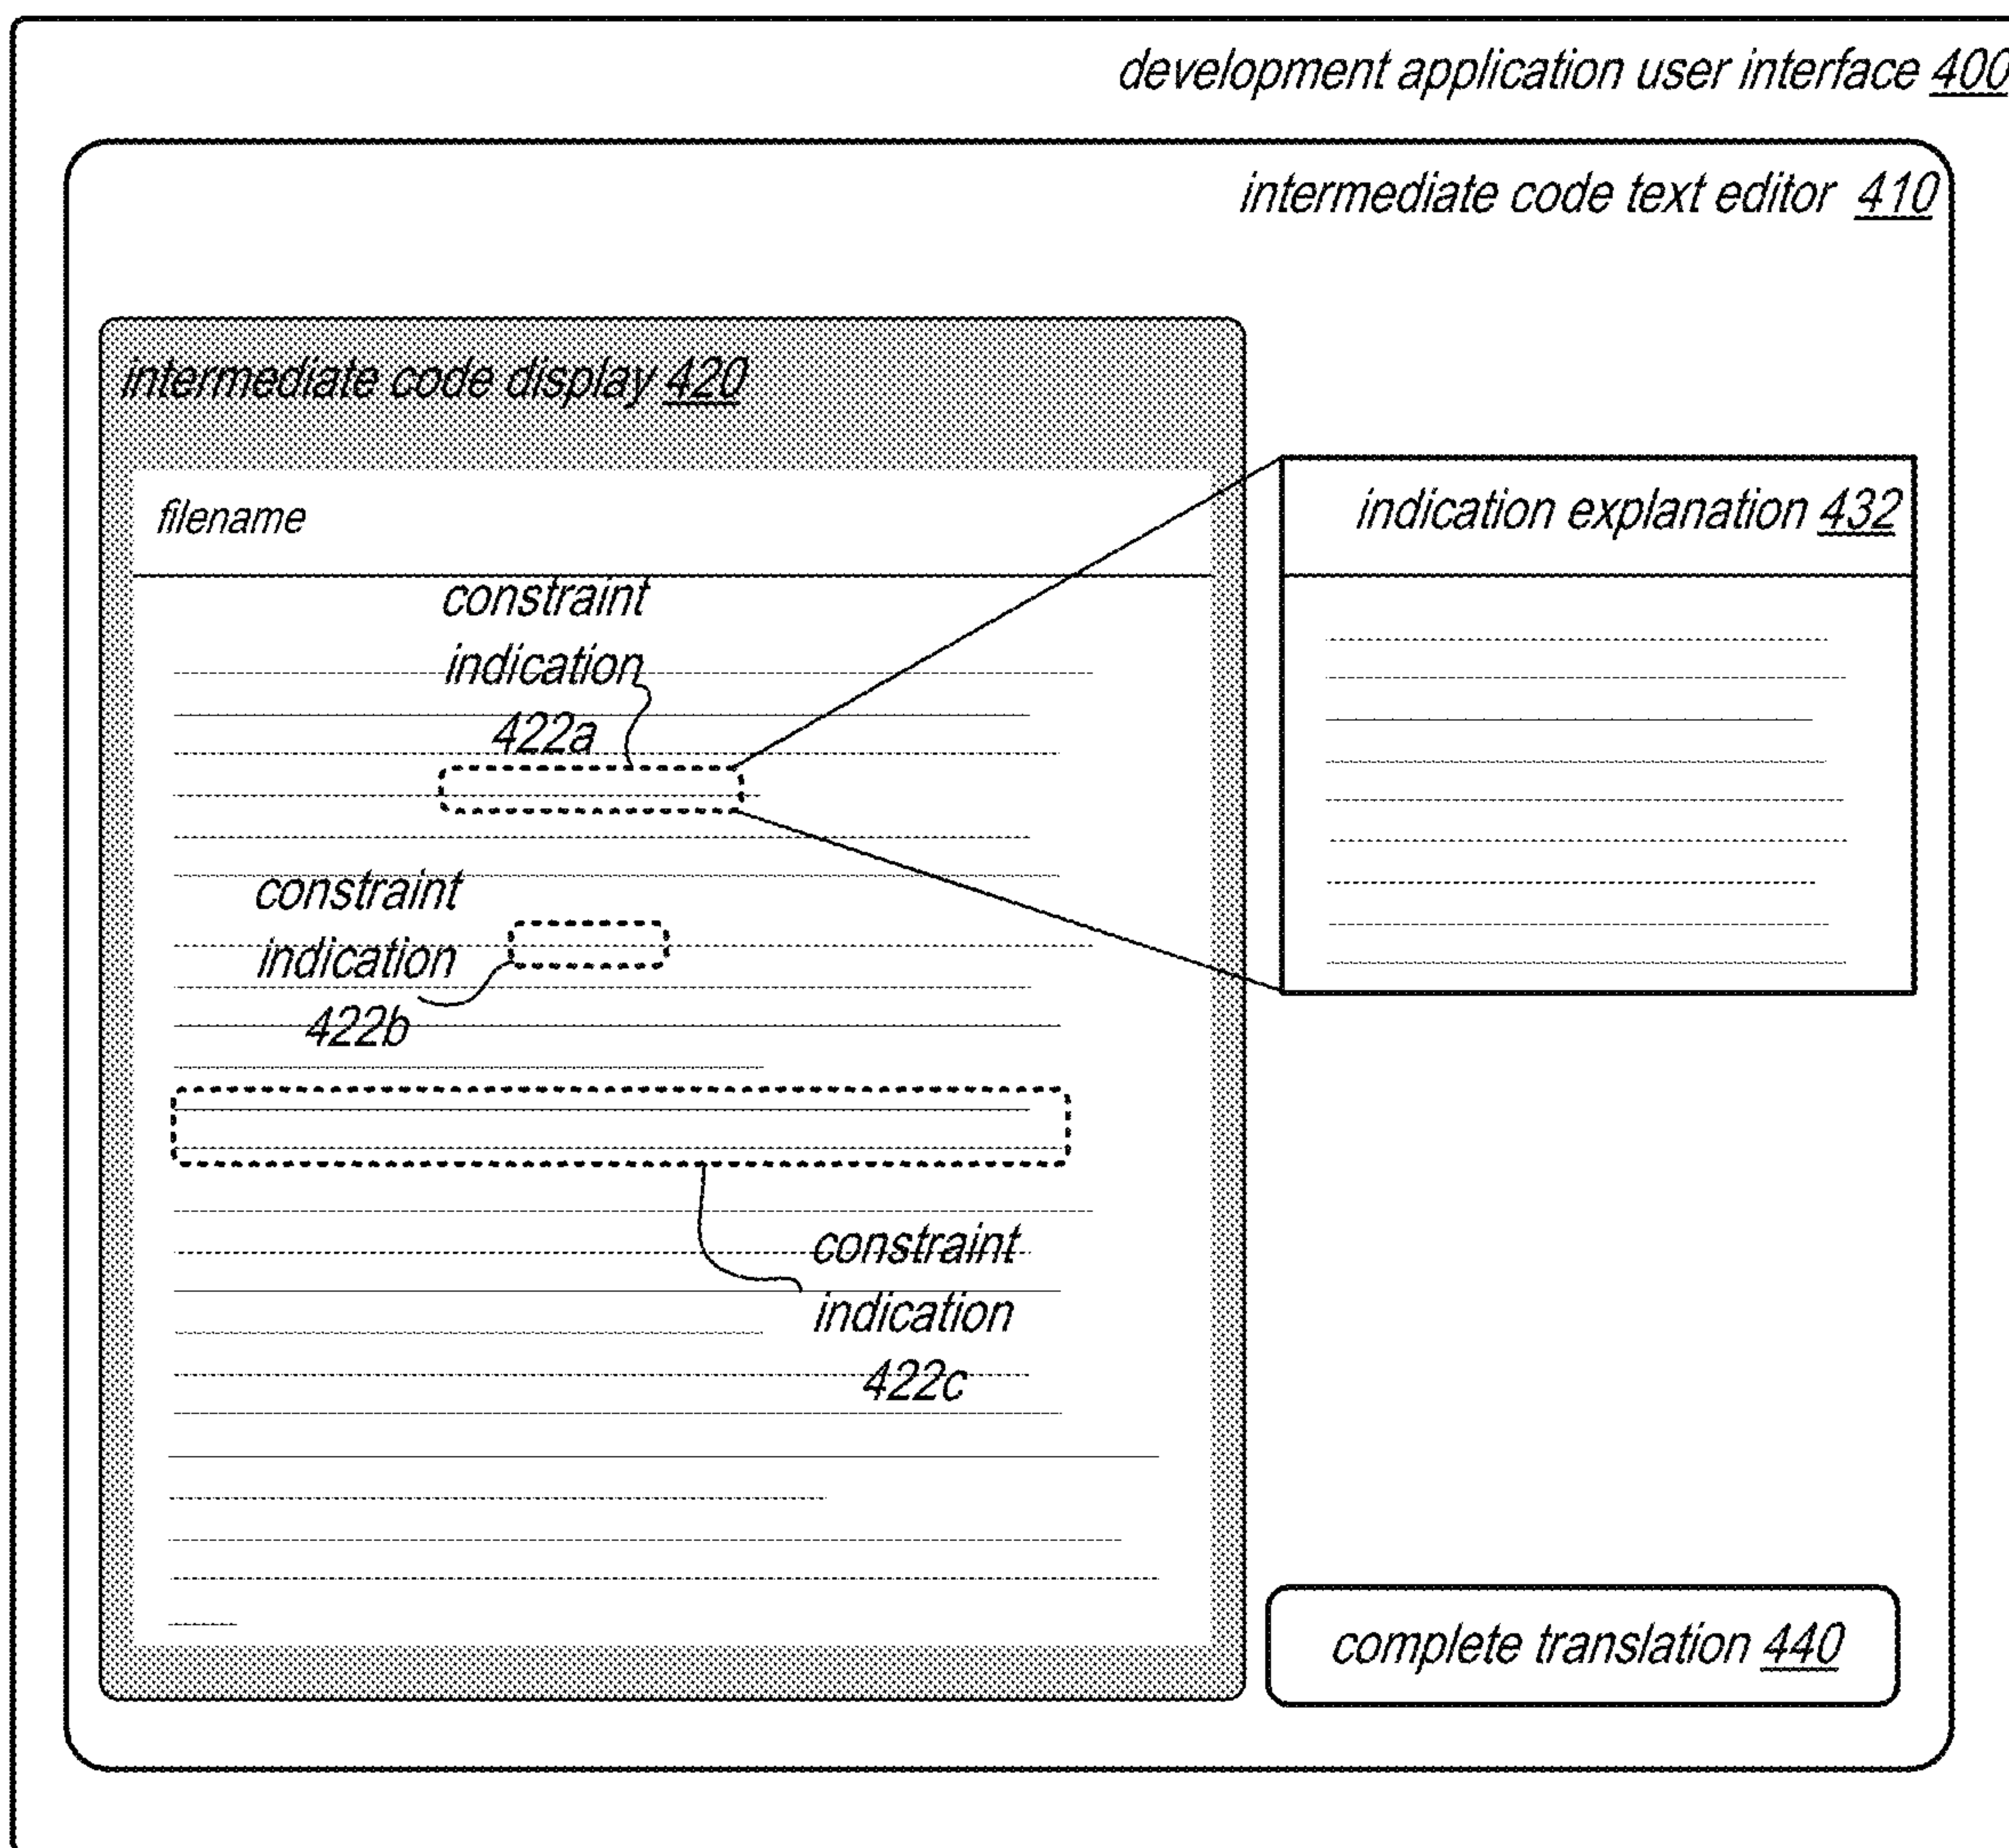 development application user interface 400
intermediate code text editor 410
intermediate code display 420
filename
indication explanation 432
constraint
indication
422a
constraint
indication
422b
constraint
indication
422c
complete translation 440